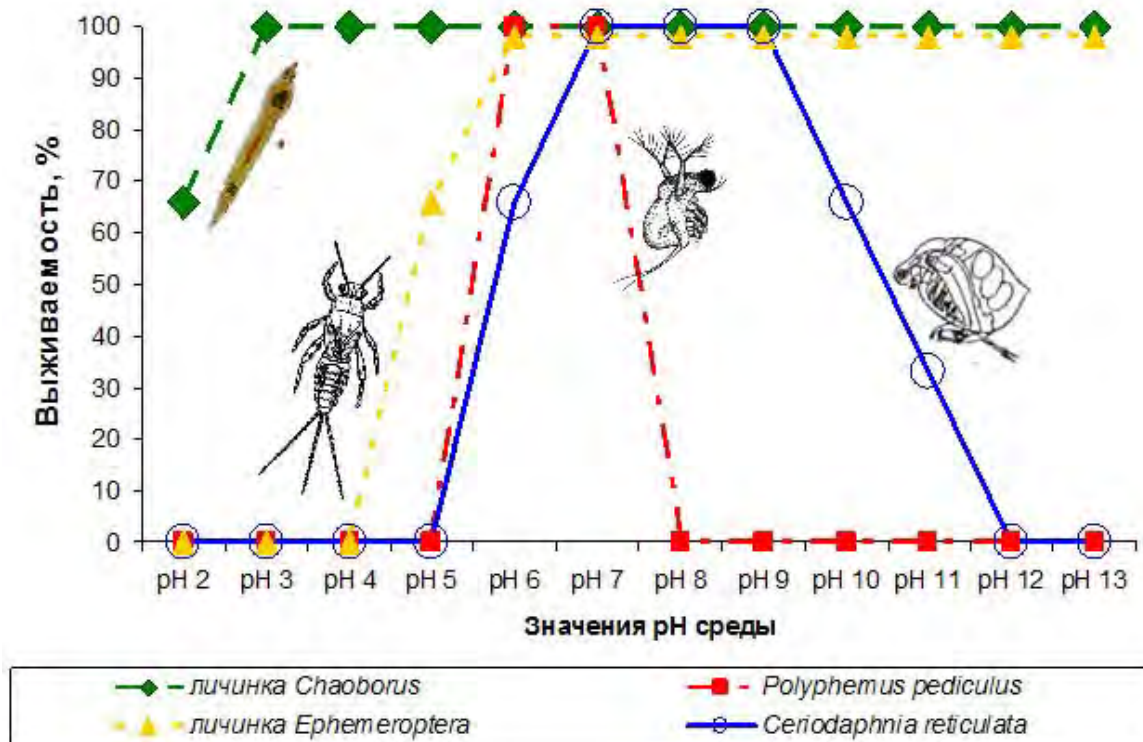 Выживаемость, %
100
90
80
70
60
50
40
30
20
10
0
pH 2 pH 3 pH 4 pH 5 pH 6 pH 7 pH 8 pH 9 pH 10 pH 11 pH 12 pH 13
Значения pH среды
личинка Chaoborus Polyphemus pediculus
личинка Ephemeroptera Ceriodaphnia reticulata